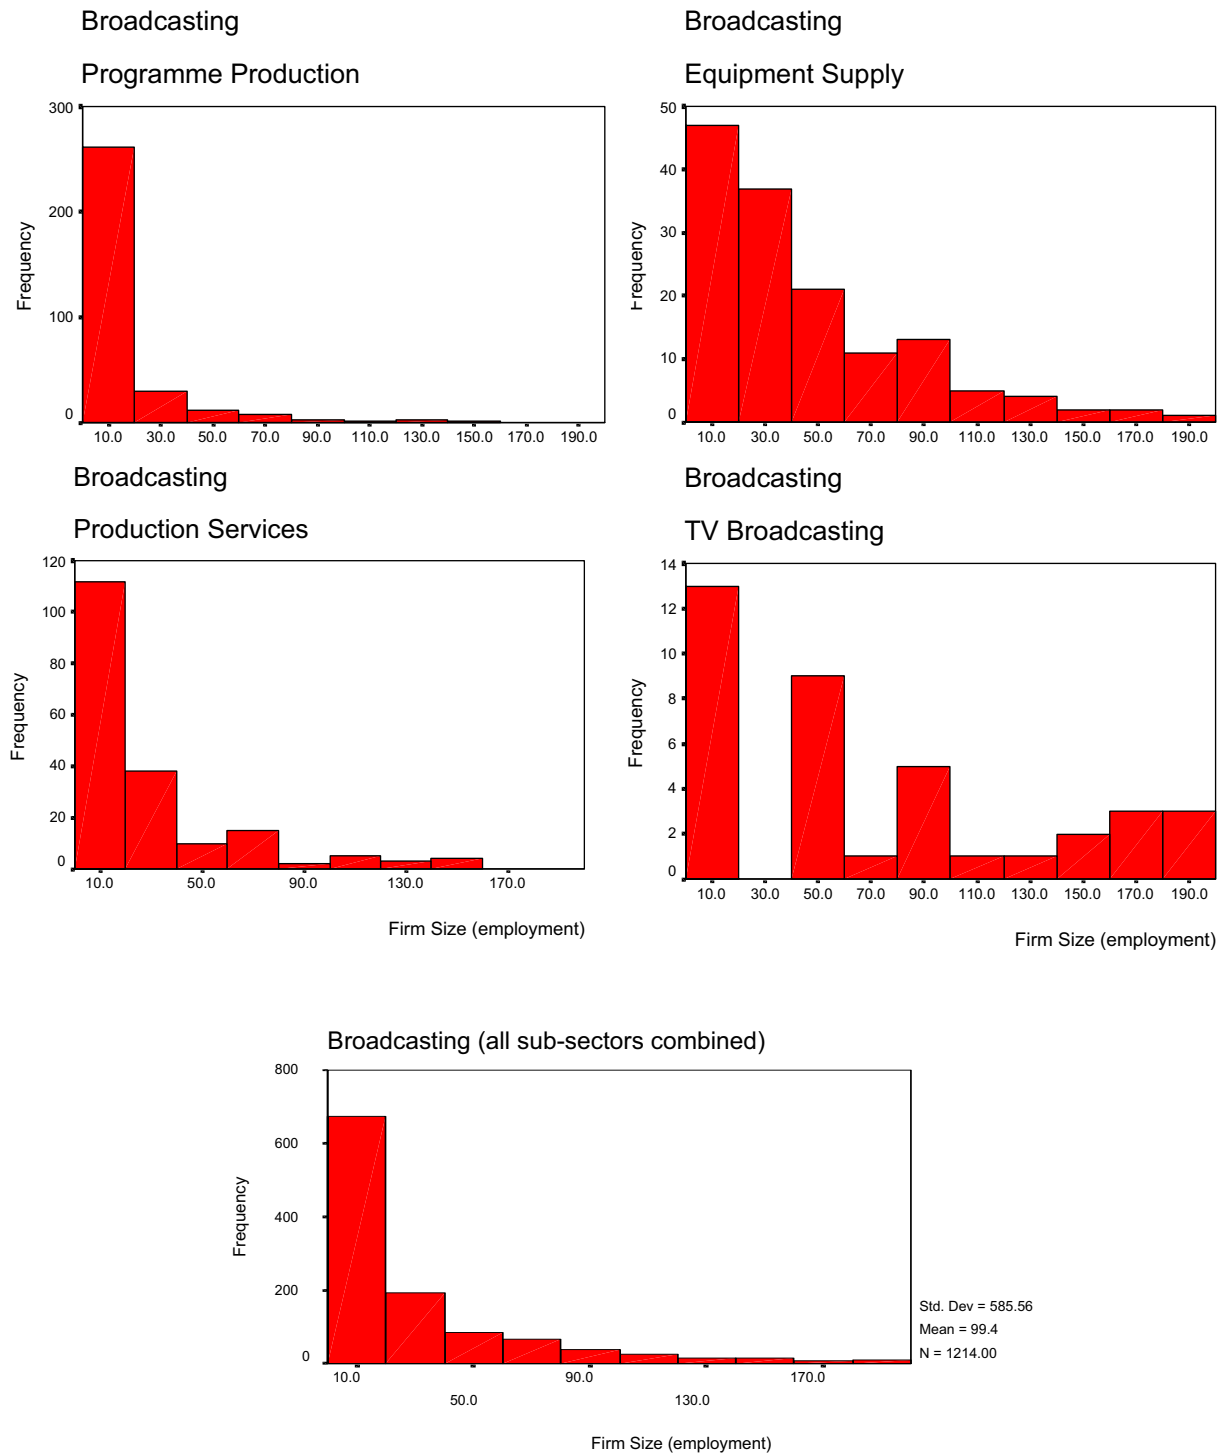 Broadcasting
Programme Production
300
200
100
0
Frequency
10.0 30.0 50.0 70.0 90.0 110.0 130.0 150.0 170.0 190.0
Broadcasting
Equipment Supply
50
40
30
20
10
0
Frequency
10.0 30.0 50.0 70.0 90.0 110.0 130.0 150.0 170.0 190.0
Broadcasting
Production Services
120
100
80
60
40
20
0
Frequency
10.0 50.0 90.0 130.0 170.0
Firm Size (employment)
Broadcasting
TV Broadcasting
14
12
10
8
6
4
2
0
Frequency
10.0 30.0 50.0 70.0 90.0 110.0 130.0 150.0 170.0 190.0
Firm Size (employment)
Broadcasting (all sub-sectors combined)
800
600
400
200
0
Frequency
10.0 90.0 170.0
50.0 130.0
Firm Size (employment)
Std. Dev = 585.56
Mean = 99.4
N = 1214.00